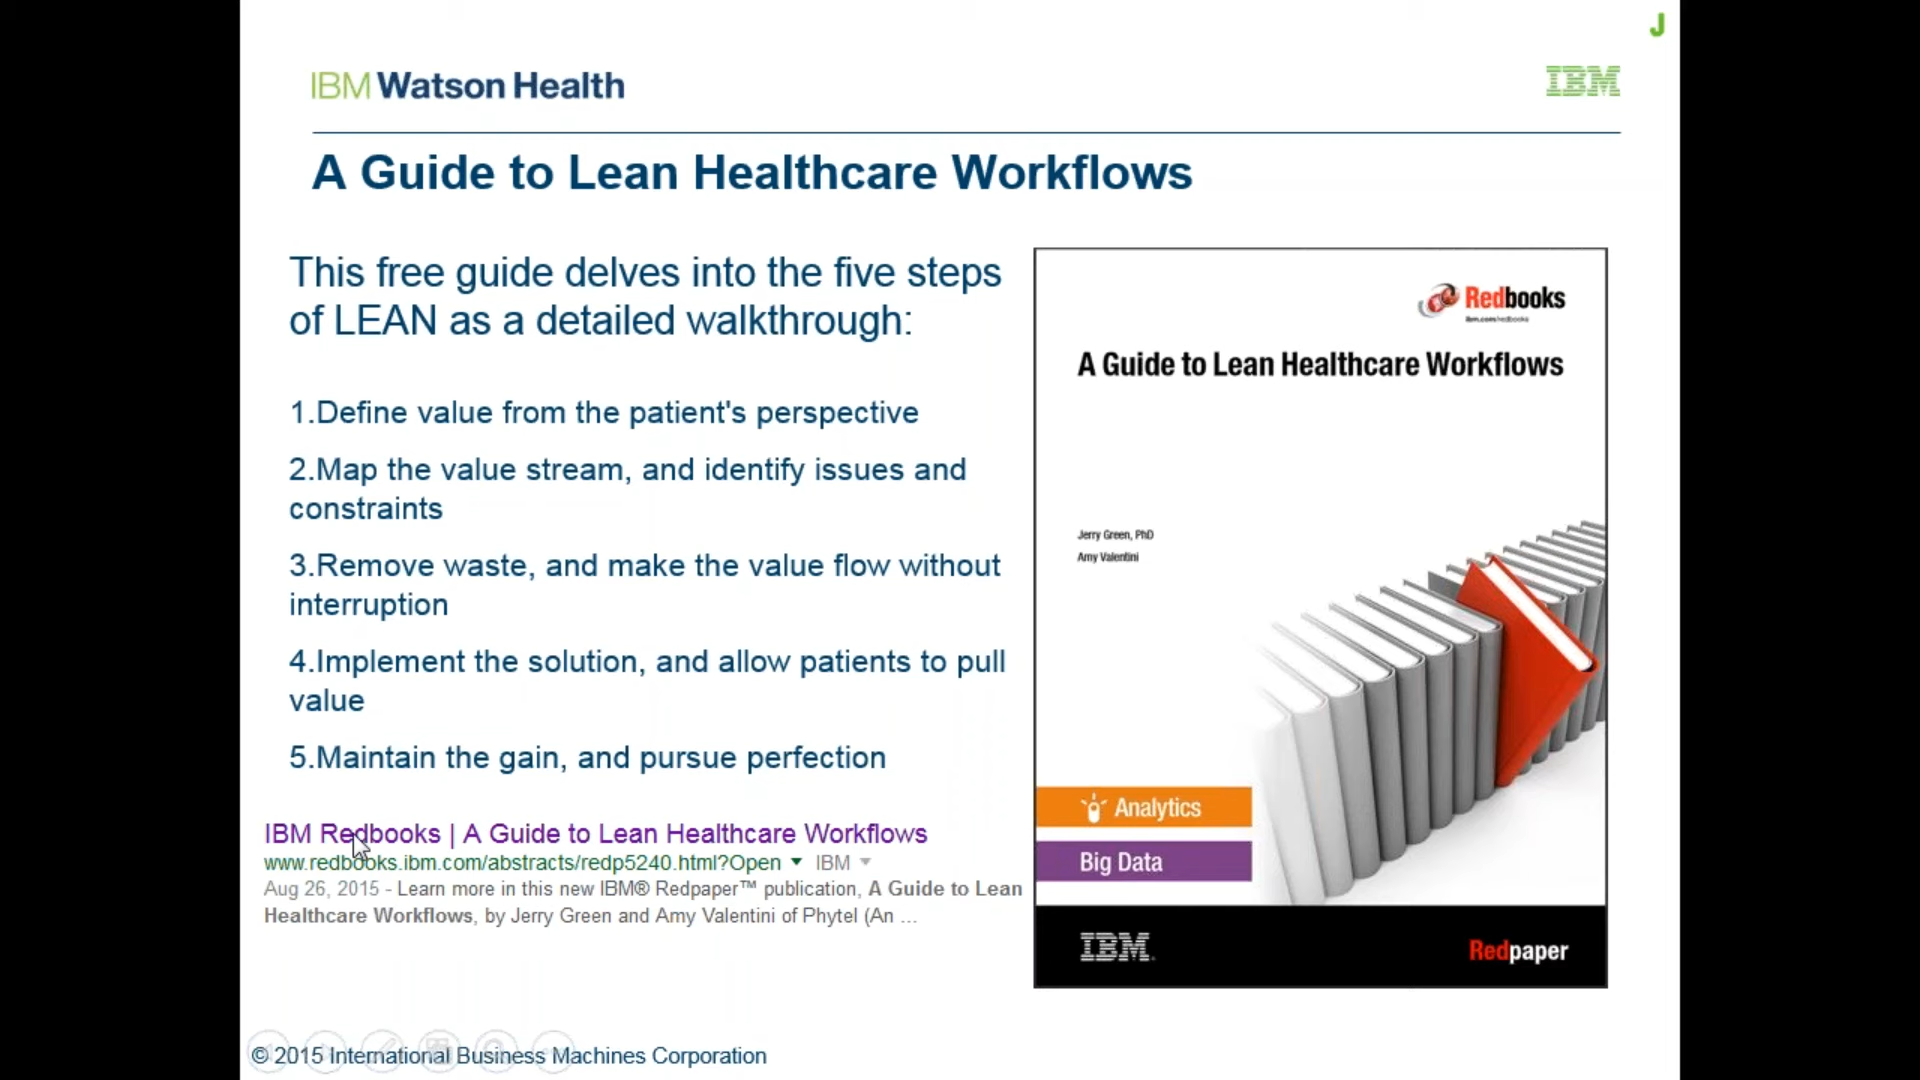 J
IBM Watson Health
IBM
A Guide to Lean Healthcare Workflows
This free guide delves into the five steps
of LEAN as a detailed walkthrough:
1.Define value from the patient's perspective
2.Map the value stream, and identify issues and
constraints
3.Remove waste, and make the value flow without
interruption
4.Implement the solution, and allow patients to pull
value
5.Maintain the gain, and pursue perfection
IBM Redbooks | A Guide to Lean Healthcare Workflows
www.redbooks.ibm.com/abstracts/redp5240.html?Open ▼ IBM ▼
Aug 26, 2015 - Learn more in this new IBM® Redpaper™ publication, A Guide to Lean
Healthcare Workflows, by Jerry Green and Amy Valentini of Phytel (An ...
Redbooks
ibm.com/redbooks
A Guide to Lean Healthcare Workflows
Jerry Green, PhD
Amy Valentini
Analytics
Big Data
IBM.
Redpaper
© 2015 International Business Machines Corporation